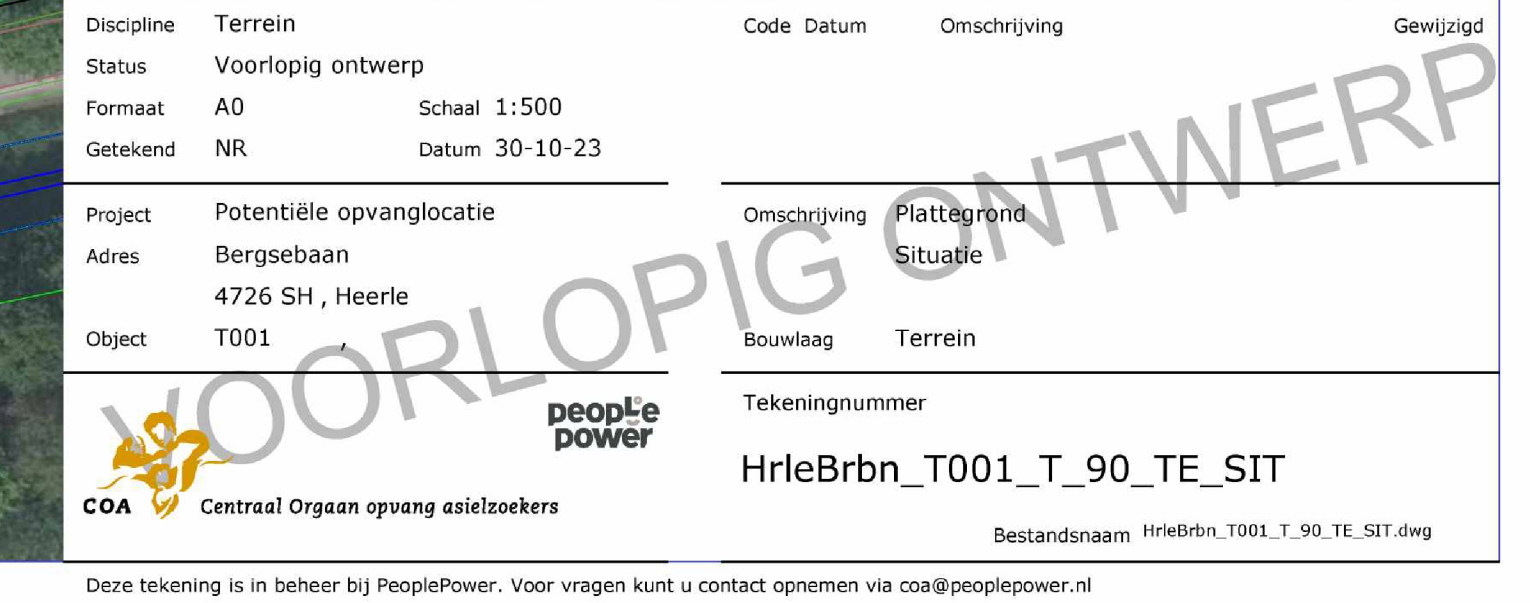 Discipline Terrein
Status Voorlopig ontwerp
Formaat A0 Schaal 1:500
Getekend NR Datum 30-10-23
Code Datum Omschrijving Gewijzigd
Project Potentiële opvanglocatie
Adres Bergsebaan
4726 SH , Heerle
Object T001 ,
Omschrijving Plattegrond
Situatie
Bouwlaag Terrein
VOORLOPIG ONTWERP
people
power
COA Centraal Orgaan opvang asielzoekers
Tekeningnummer
HrleBrbn_T001_T_90_TE_SIT
Bestandsnaam HrleBrbn_T001_T_90_TE_SIT.dwg
Deze tekening is in beheer bij PeoplePower. Voor vragen kunt u contact opnemen via coa@peoplepower.nl